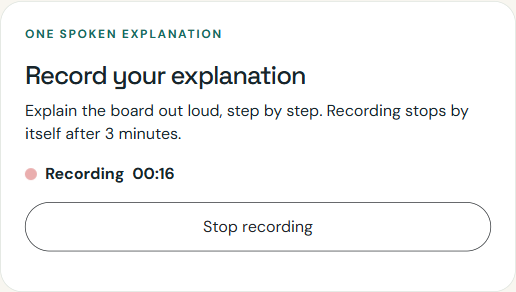 ONE SPOKEN EXPLANATION
Record your explanation
Explain the board out loud, step by step. Recording stops by
itself after 3 minutes.
Recording 00:16
Stop recording